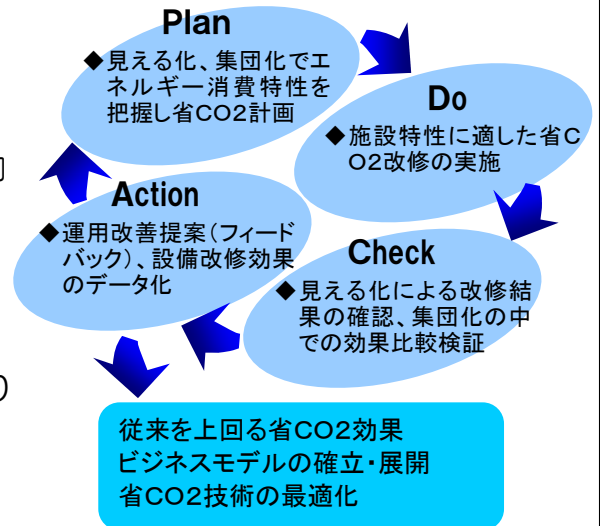 Plan
◆見える化、集団化でエ
ネルギー消費特性を
把握し省CO2計画
Do
◆施設特性に適した省C
O2改修の実施
Check
◆見える化による改修結
果の確認、集団化の中
での効果比較検証
Action
◆運用改善提案(フィード
バック)、設備改修効果
のデータ化
従来を上回る省CO2効果
ビジネスモデルの確立・展開
省CO2技術の最適化